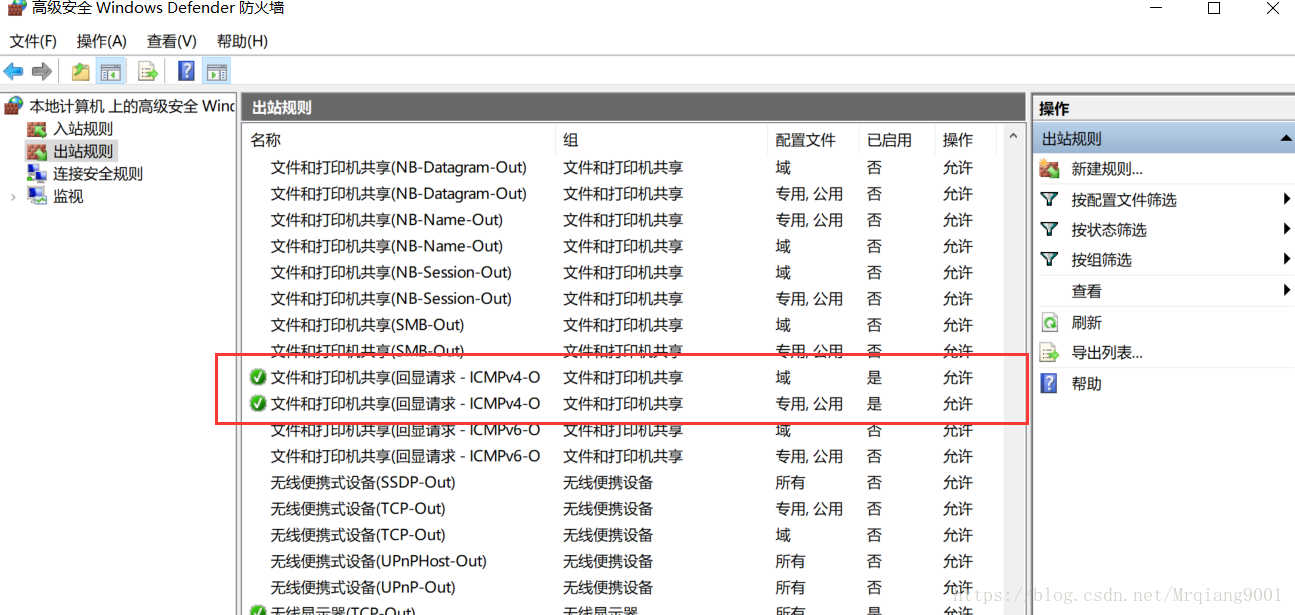 高级安全 Windows Defender 防火墙
文件(F) 操作(A) 查看(V) 帮助(H)
本地计算机 上的高级安全 Wind
入站规则
出站规则
连接安全规则
监视
出站规则
名称 组 配置文件 已启用 操作
文件和打印机共享(NB-Datagram-Out) 文件和打印机共享 域 否 允许
文件和打印机共享(NB-Datagram-Out) 文件和打印机共享 专用, 公用 否 允许
文件和打印机共享(NB-Name-Out) 文件和打印机共享 专用, 公用 否 允许
文件和打印机共享(NB-Name-Out) 文件和打印机共享 域 否 允许
文件和打印机共享(NB-Session-Out) 文件和打印机共享 域 否 允许
文件和打印机共享(NB-Session-Out) 文件和打印机共享 专用, 公用 否 允许
文件和打印机共享(SMB-Out) 文件和打印机共享 域 否 允许
文件和打印机共享(SMB-Out) 文件和打印机共享 专用, 公用 否 允许
文件和打印机共享(回显请求 - ICMPv4-O 文件和打印机共享 域 是 允许
文件和打印机共享(回显请求 - ICMPv4-O 文件和打印机共享 专用, 公用 是 允许
文件和打印机共享(回显请求 - ICMPv6-O 文件和打印机共享 域 否 允许
文件和打印机共享(回显请求 - ICMPv6-O 文件和打印机共享 专用, 公用 否 允许
无线便携式设备(SSDP-Out) 无线便携设备 所有 否 允许
无线便携式设备(TCP-Out) 无线便携设备 专用, 公用 否 允许
无线便携式设备(TCP-Out) 无线便携设备 域 否 允许
无线便携式设备(UPnPHost-Out) 无线便携设备 所有 否 允许
无线便携式设备(UPnP-Out) 无线便携设备 所有 否 允许
无线显示器(TCP-Out) 无线显示器 所有 是 允许
操作
出站规则
新建规则...
按配置文件筛选
按状态筛选
按组筛选
查看
刷新
导出列表...
帮助
https://blog.csdn.net/Mrqiang9001